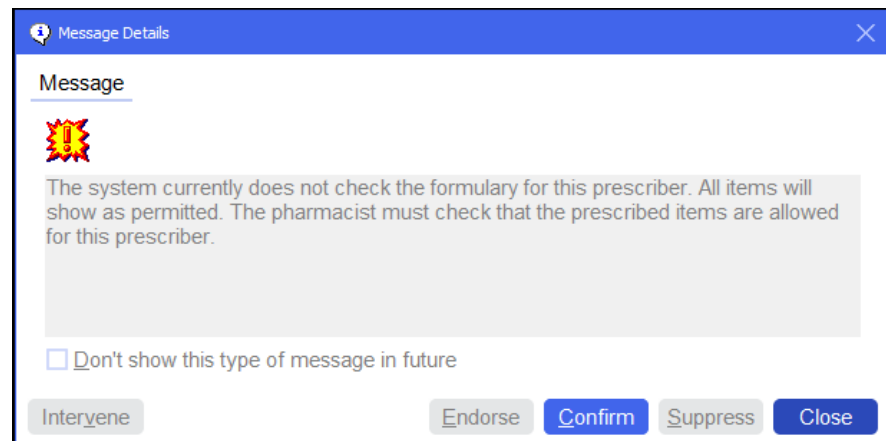 Message Details
Message
The system currently does not check the formulary for this prescriber. All items will
show as permitted. The pharmacist must check that the prescribed items are allowed
for this prescriber.
Don't show this type of message in future
Intervene Endorse Confirm Suppress Close